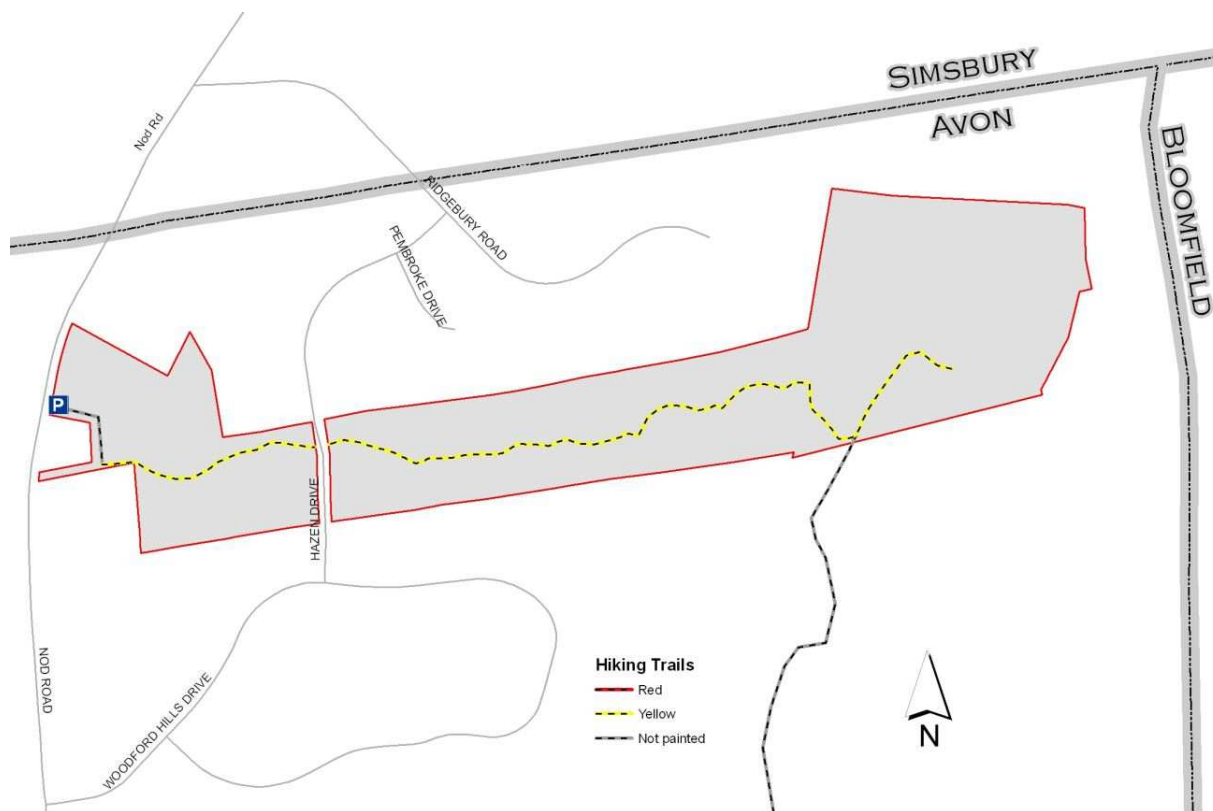 SIMSBURY
AVON
BLOOMFIELD
Nod Rd
RIDGEBURY ROAD
PEMBROKE DRIVE
P
HAZEN DRIVE
NOD ROAD
WOODFORD HILLS DRIVE
Hiking Trails
Red
Yellow
Not painted
N